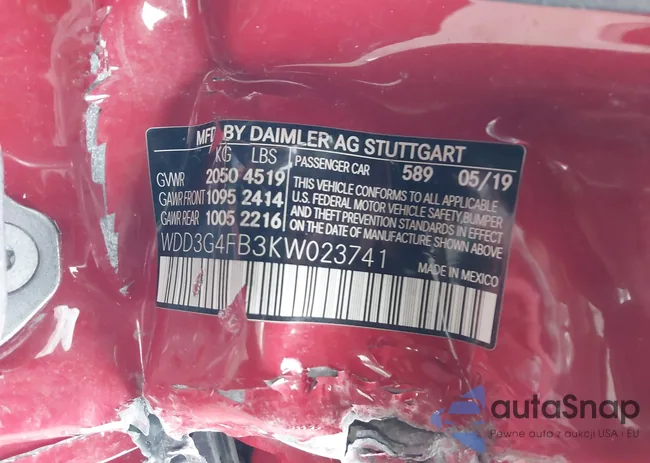 MFD BY DAIMLER AG STUTTGART
KG LBS
PASSENGER CAR 589 05/19
GVWR 2050 4519
GAWR FRONT 1095 2414
GAWR REAR 1005 2216
THIS VEHICLE CONFORMS TO ALL APPLICABLE
U.S. FEDERAL MOTOR VEHICLE SAFETY, BUMPER
AND THEFT PREVENTION STANDARDS IN EFFECT
ON THE DATE OF MANUFACTURE SHOWN ABOVE
WDD3G4FB3KW023741
MADE IN MEXICO
autaSnap
Pewne auto z aukcji USA i EU